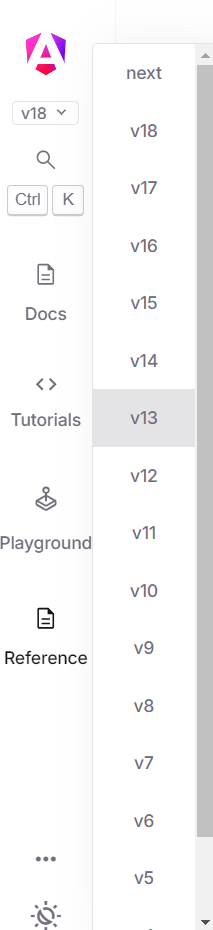 v18
Ctrl K
Docs
Tutorials
Playground
Reference
next
v18
v17
v16
v15
v14
v13
v12
v11
v10
v9
v8
v7
v6
v5